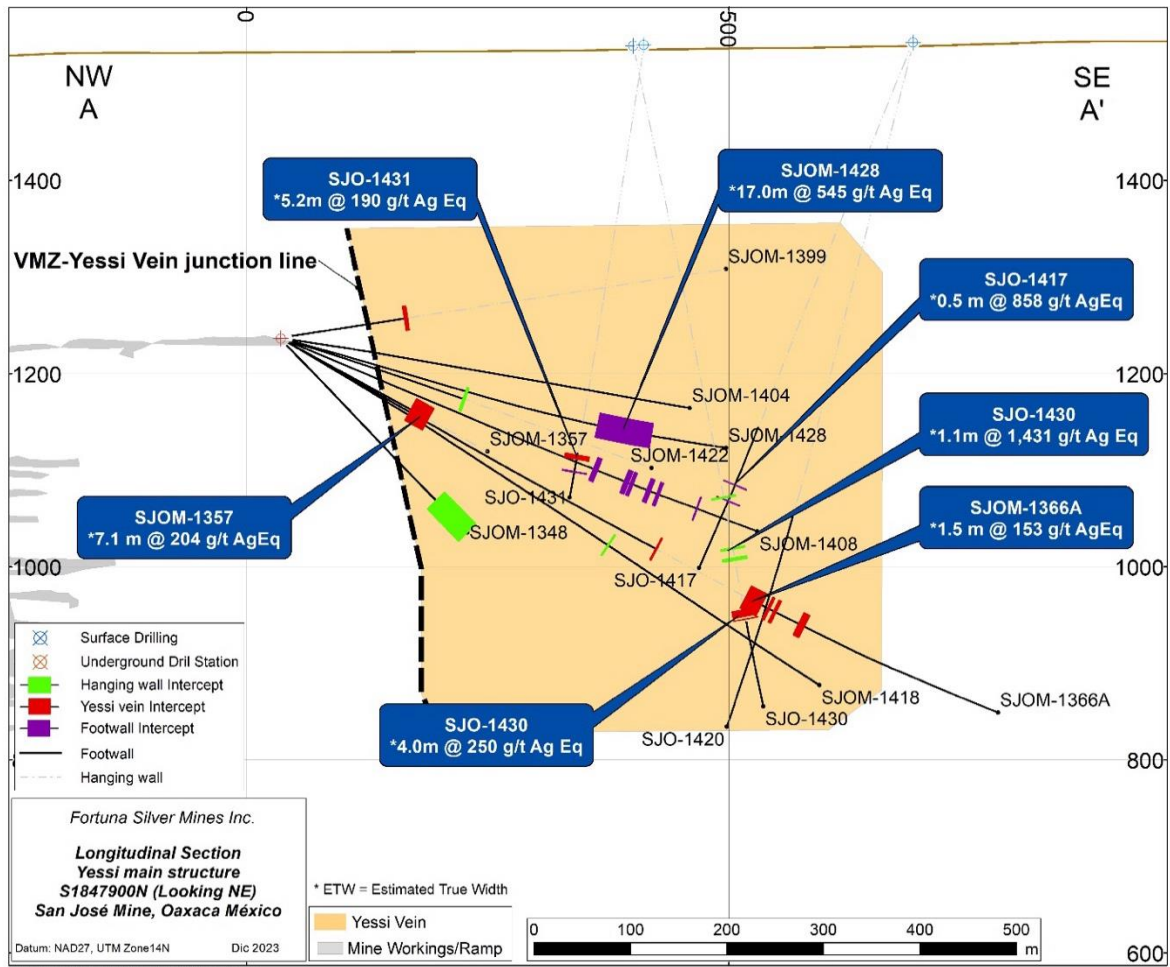 0
500
NW
A
SE
A'
1400
1400
SJO-1431
*5.2m @ 190 g/t Ag Eq
SJOM-1428
*17.0m @ 545 g/t Ag Eq
VMZ-Yessi Vein junction line
SJOM-1399
SJO-1417
*0.5 m @ 858 g/t AgEq
1200
1200
SJOM-1404
SJO-1430
*1.1m @ 1,431 g/t Ag Eq
SJOM-1357
SJOM-1428
SJOM-1422
SJO-1431
SJOM-1366A
*1.5 m @ 153 g/t AgEq
SJOM-1357
*7.1 m @ 204 g/t AgEq
SJOM-1348
SJOM-1408
1000
SJO-1417
1000
Surface Drilling
Underground Dril Station
Hanging wall Intercept
Yessi vein Intercept
Footwall Intercept
Footwall
Hanging wall
SJO-1430
*4.0m @ 250 g/t Ag Eq
SJOM-1418
SJO-1430
SJO-1420
SJOM-1366A
800
Fortuna Silver Mines Inc.
Longitudinal Section
Yessi main structure
S1847900N (Looking NE)
San José Mine, Oaxaca México
Datum: NAD27, UTM Zone14N Dic 2023
* ETW = Estimated True Width
Yessi Vein
Mine Workings/Ramp
0 100 200 300 400 500
m
600